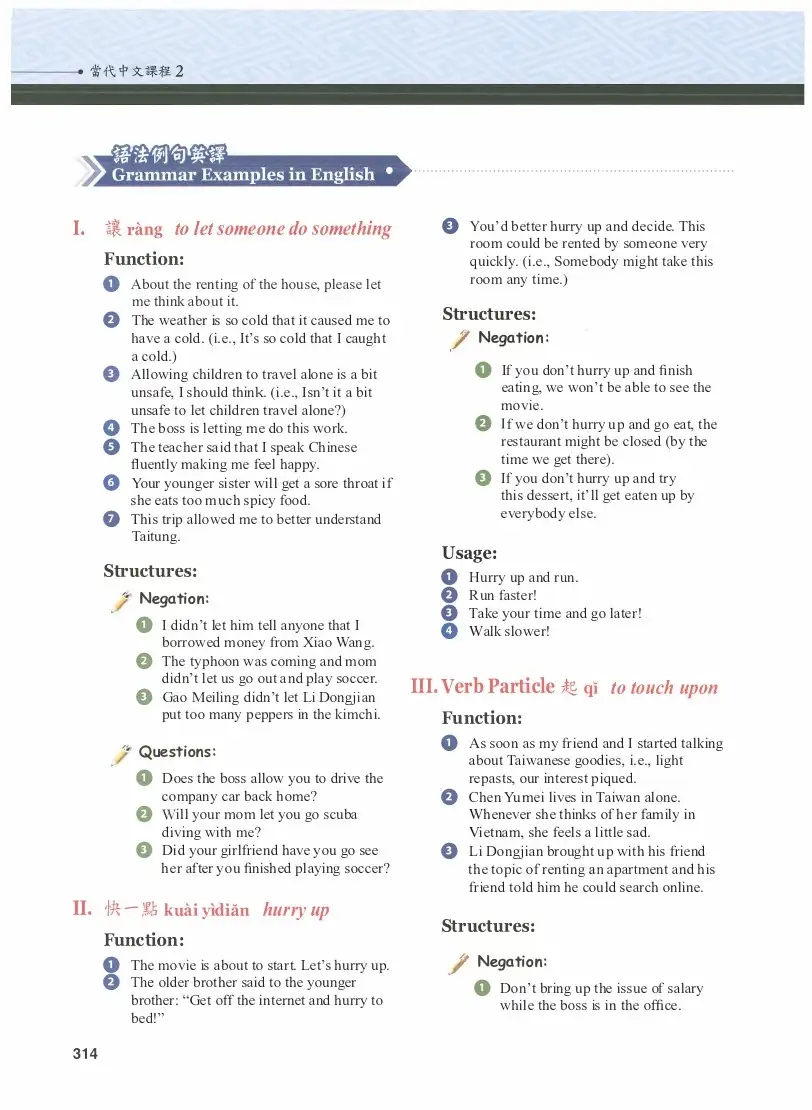 當代中文課程 2
語法例句英譯
Grammar Examples in English
I. 讓 ràng to let someone do something
Function:
1 About the renting of the house, please let
me think about it.
2 The weather is so cold that it caused me to
have a cold. (i.e., It's so cold that I caught
a cold.)
3 Allowing children to travel alone is a bit
unsafe, I should think. (i.e., Isn't it a bit
unsafe to let children travel alone?)
4 The boss is letting me do this work.
5 The teacher said that I speak Chinese
fluently making me feel happy.
6 Your younger sister will get a sore throat if
she eats too much spicy food.
7 This trip allowed me to better understand
Taitung.
Structures:
Negation:
1 I didn't let him tell anyone that I
borrowed money from Xiao Wang.
2 The typhoon was coming and mom
didn't let us go out and play soccer.
3 Gao Meiling didn't let Li Dongjian
put too many peppers in the kimchi.
Questions:
1 Does the boss allow you to drive the
company car back home?
2 Will your mom let you go scuba
diving with me?
3 Did your girlfriend have you go see
her after you finished playing soccer?
II. 快一點 kuài yìdiǎn hurry up
Function:
1 The movie is about to start. Let's hurry up.
2 The older brother said to the younger
brother: “Get off the internet and hurry to
bed!”
3 You'd better hurry up and decide. This
room could be rented by someone very
quickly. (i.e., Somebody might take this
room any time.)
Structures:
Negation:
1 If you don't hurry up and finish
eating, we won't be able to see the
movie.
2 If we don't hurry up and go eat, the
restaurant might be closed (by the
time we get there).
3 If you don't hurry up and try
this dessert, it'll get eaten up by
everybody else.
Usage:
1 Hurry up and run.
2 Run faster!
3 Take your time and go later!
4 Walk slower!
III. Verb Particle 起 qǐ to touch upon
Function:
1 As soon as my friend and I started talking
about Taiwanese goodies, i.e., light
repasts, our interest piqued.
2 Chen Yumei lives in Taiwan alone.
Whenever she thinks of her family in
Vietnam, she feels a little sad.
3 Li Dongjian brought up with his friend
the topic of renting an apartment and his
friend told him he could search online.
Structures:
Negation:
1 Don't bring up the issue of salary
while the boss is in the office.
314